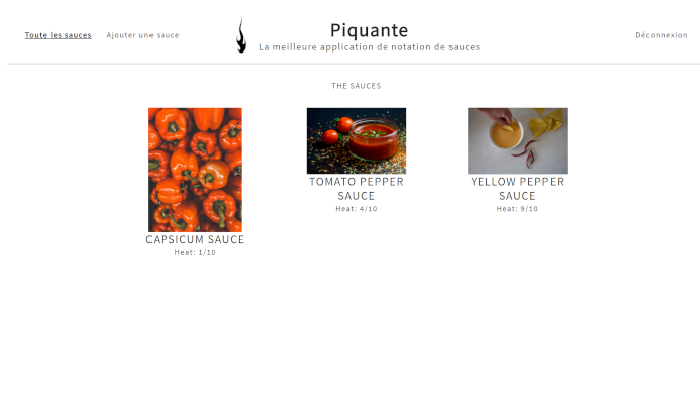 Toute les sauces
Ajouter une sauce
Piquante
La meilleure application de notation de sauces
Déconnexion
THE SAUCES
CAPSICUM SAUCE
Heat: 1/10
TOMATO PEPPER
SAUCE
Heat: 4/10
YELLOW PEPPER
SAUCE
Heat: 9/10